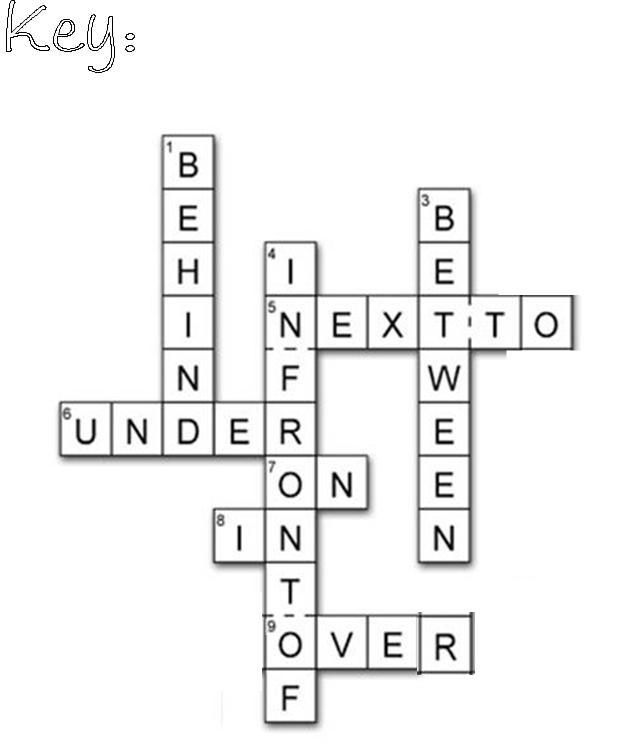 Key:
1 B
E 3 B
H 4 I E
I 5 N E X T T O
N F W
6 U N D E R E
7 O N E
8 I N N
T
9 O V E R
F